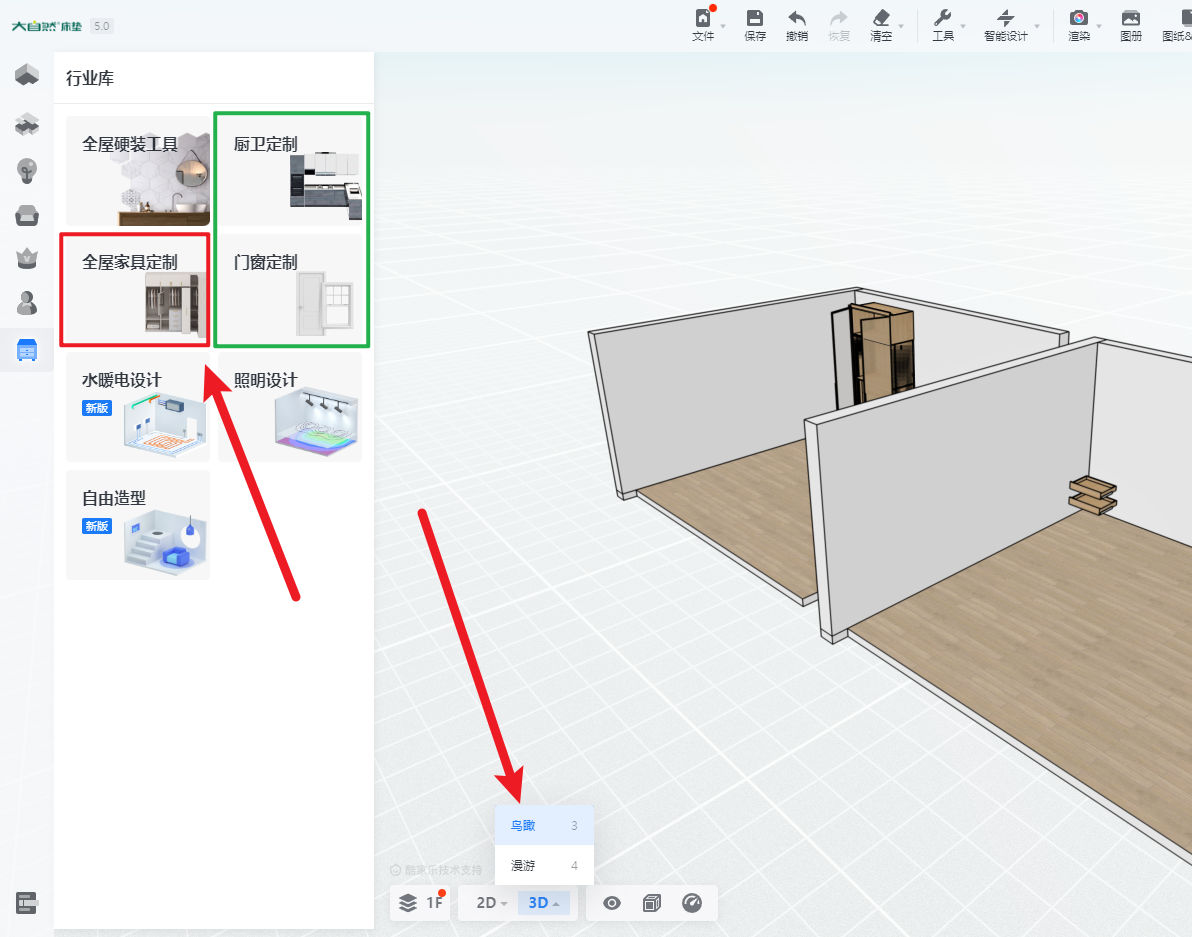 大自然床垫 5.0
文件
保存
撤销
恢复
清空
工具
智能设计
渲染
图册
图纸&
行业库
全屋硬装工具
厨卫定制
全屋家具定制
门窗定制
水暖电设计
新版
照明设计
自由造型
新版
鸟瞰 3
漫游 4
酷家乐技术支持
1F
2D
3D